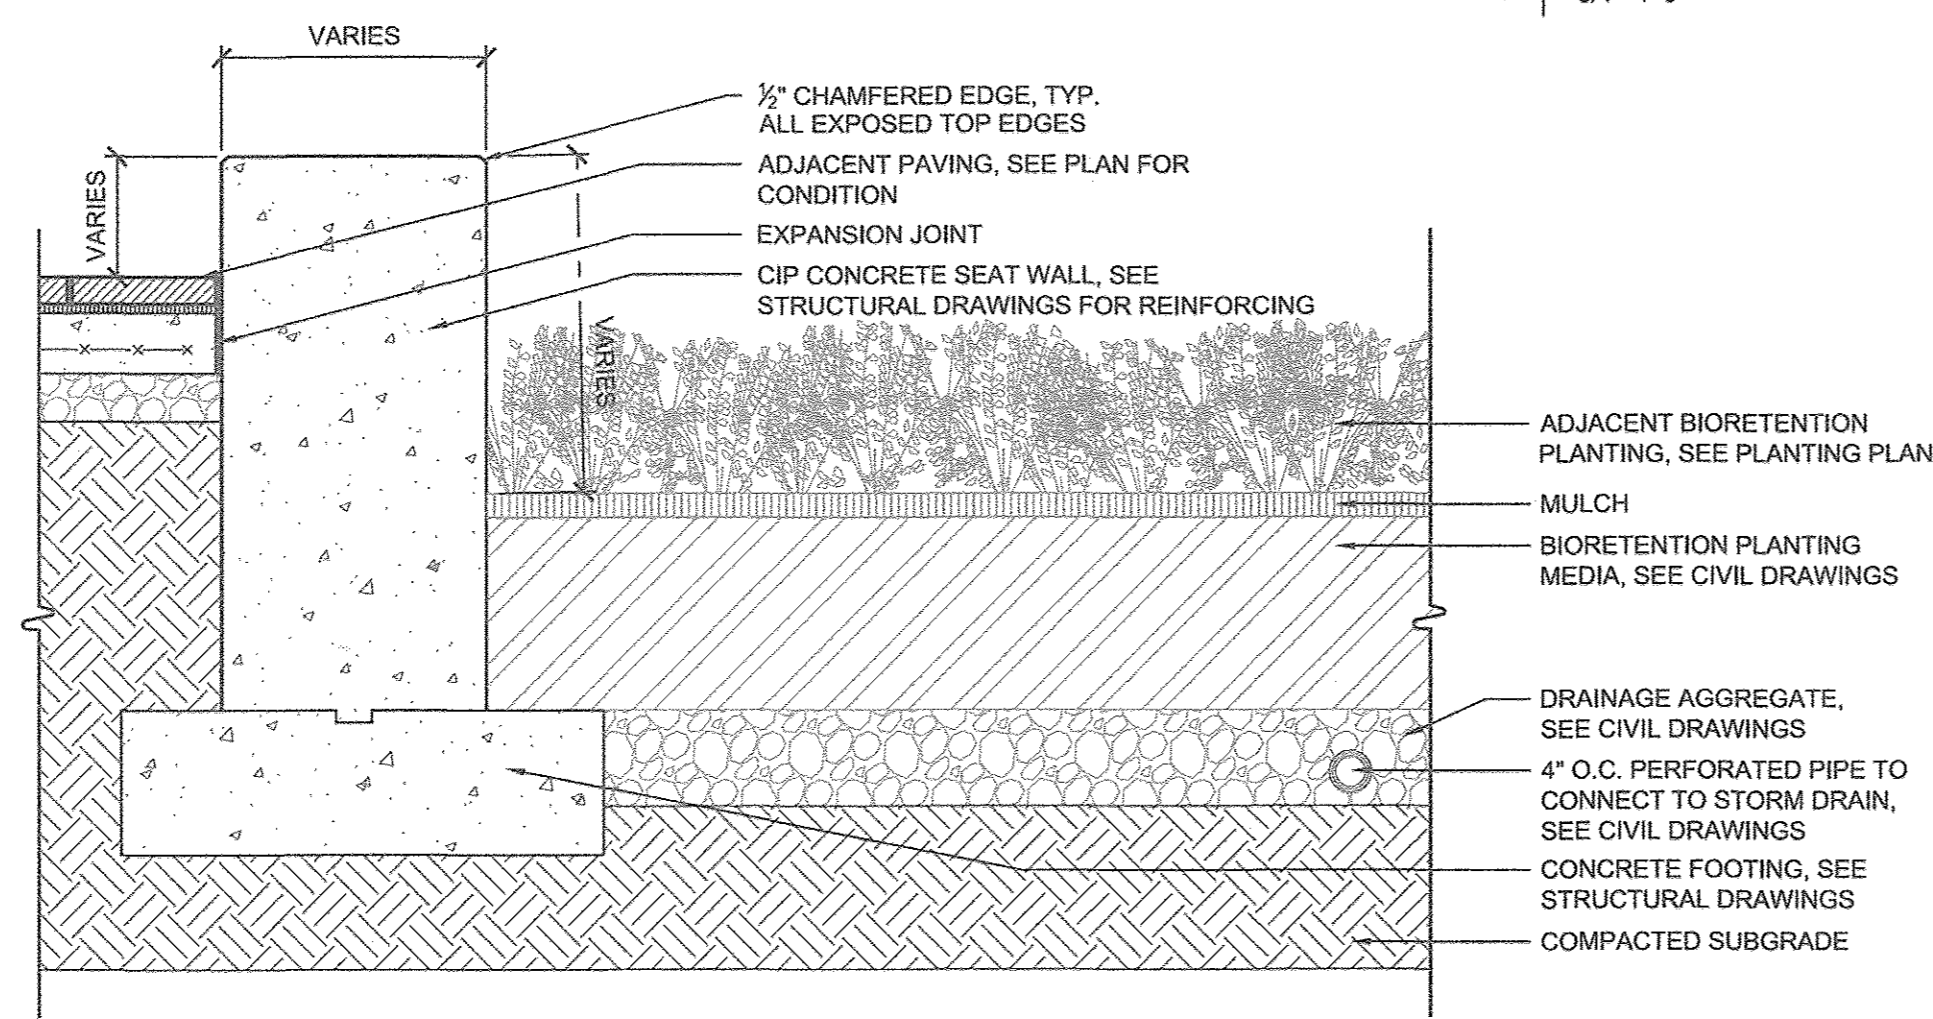 VARIES
½" CHAMFERED EDGE, TYP.
ALL EXPOSED TOP EDGES
ADJACENT PAVING, SEE PLAN FOR
CONDITION
VARIES
EXPANSION JOINT
CIP CONCRETE SEAT WALL, SEE
STRUCTURAL DRAWINGS FOR REINFORCING
VARIES
ADJACENT BIORETENTION
PLANTING, SEE PLANTING PLAN
MULCH
BIORETENTION PLANTING
MEDIA, SEE CIVIL DRAWINGS
DRAINAGE AGGREGATE,
SEE CIVIL DRAWINGS
4" O.C. PERFORATED PIPE TO
CONNECT TO STORM DRAIN,
SEE CIVIL DRAWINGS
CONCRETE FOOTING, SEE
STRUCTURAL DRAWINGS
COMPACTED SUBGRADE